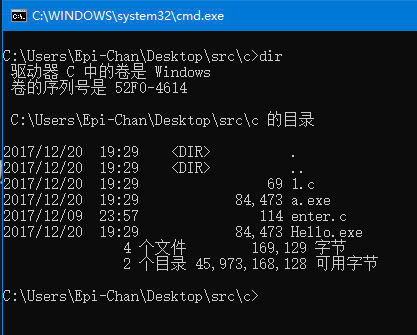 C:\WINDOWS\system32\cmd.exe
C:\Users\Epi-Chan\Desktop\src\c>dir
驱动器 C 中的卷是 Windows
卷的序列号是 52F0-4614
C:\Users\Epi-Chan\Desktop\src\c 的目录
2017/12/20  19:29    <DIR>          .
2017/12/20  19:29    <DIR>          ..
2017/12/20  19:29                69 1.c
2017/12/20  19:29            84,473 a.exe
2017/12/09  23:57               114 enter.c
2017/12/20  19:29            84,473 Hello.exe
4 个文件        169,129 字节
2 个目录 45,973,168,128 可用字节
C:\Users\Epi-Chan\Desktop\src\c>